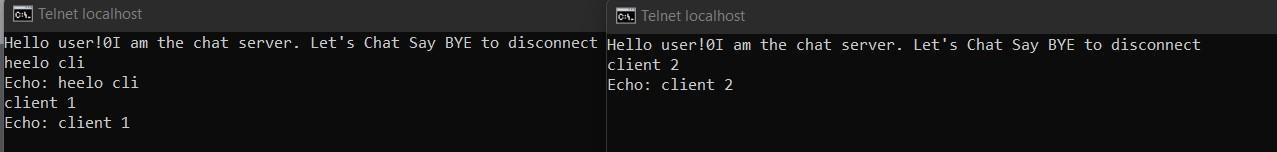 Telnet localhost
Hello user!0I am the chat server. Let's Chat Say BYE to disconnect
heelo cli
Echo: heelo cli
client 1
Echo: client 1
Telnet localhost
Hello user!0I am the chat server. Let's Chat Say BYE to disconnect
client 2
Echo: client 2